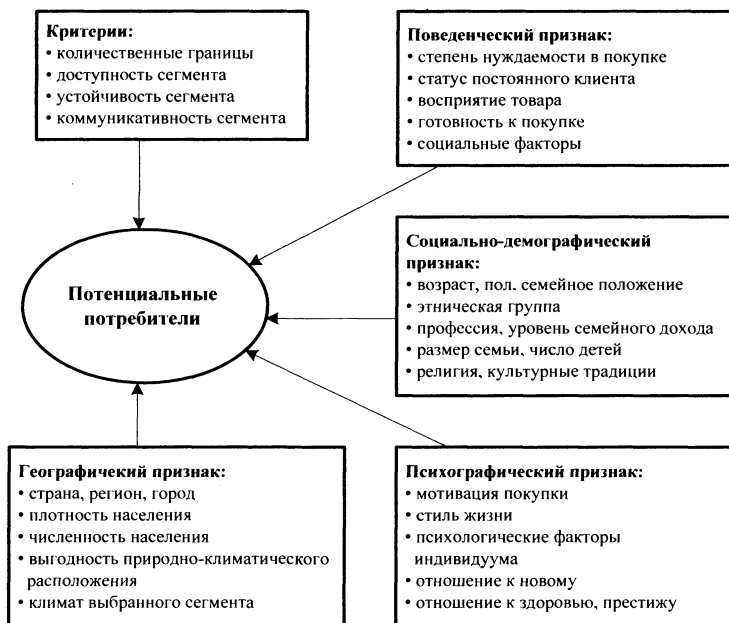 Критерии:
• количественные границы
• доступность сегмента
• устойчивость сегмента
• коммуникативность сегмента
Поведенческий признак:
• степень нуждаемости в покупке
• статус постоянного клиента
• восприятие товара
• готовность к покупке
• социальные факторы
Потенциальные
потребители
Социально-демографический
признак:
• возраст, пол, семейное положение
• этническая группа
• профессия, уровень семейного дохода
• размер семьи, число детей
• религия, культурные традиции
Географичекий признак:
• страна, регион, город
• плотность населения
• численность населения
• выгодность природно-климатического
расположения
• климат выбранного сегмента
Психографический признак:
• мотивация покупки
• стиль жизни
• психологические факторы
индивидуума
• отношение к новому
• отношение к здоровью, престижу